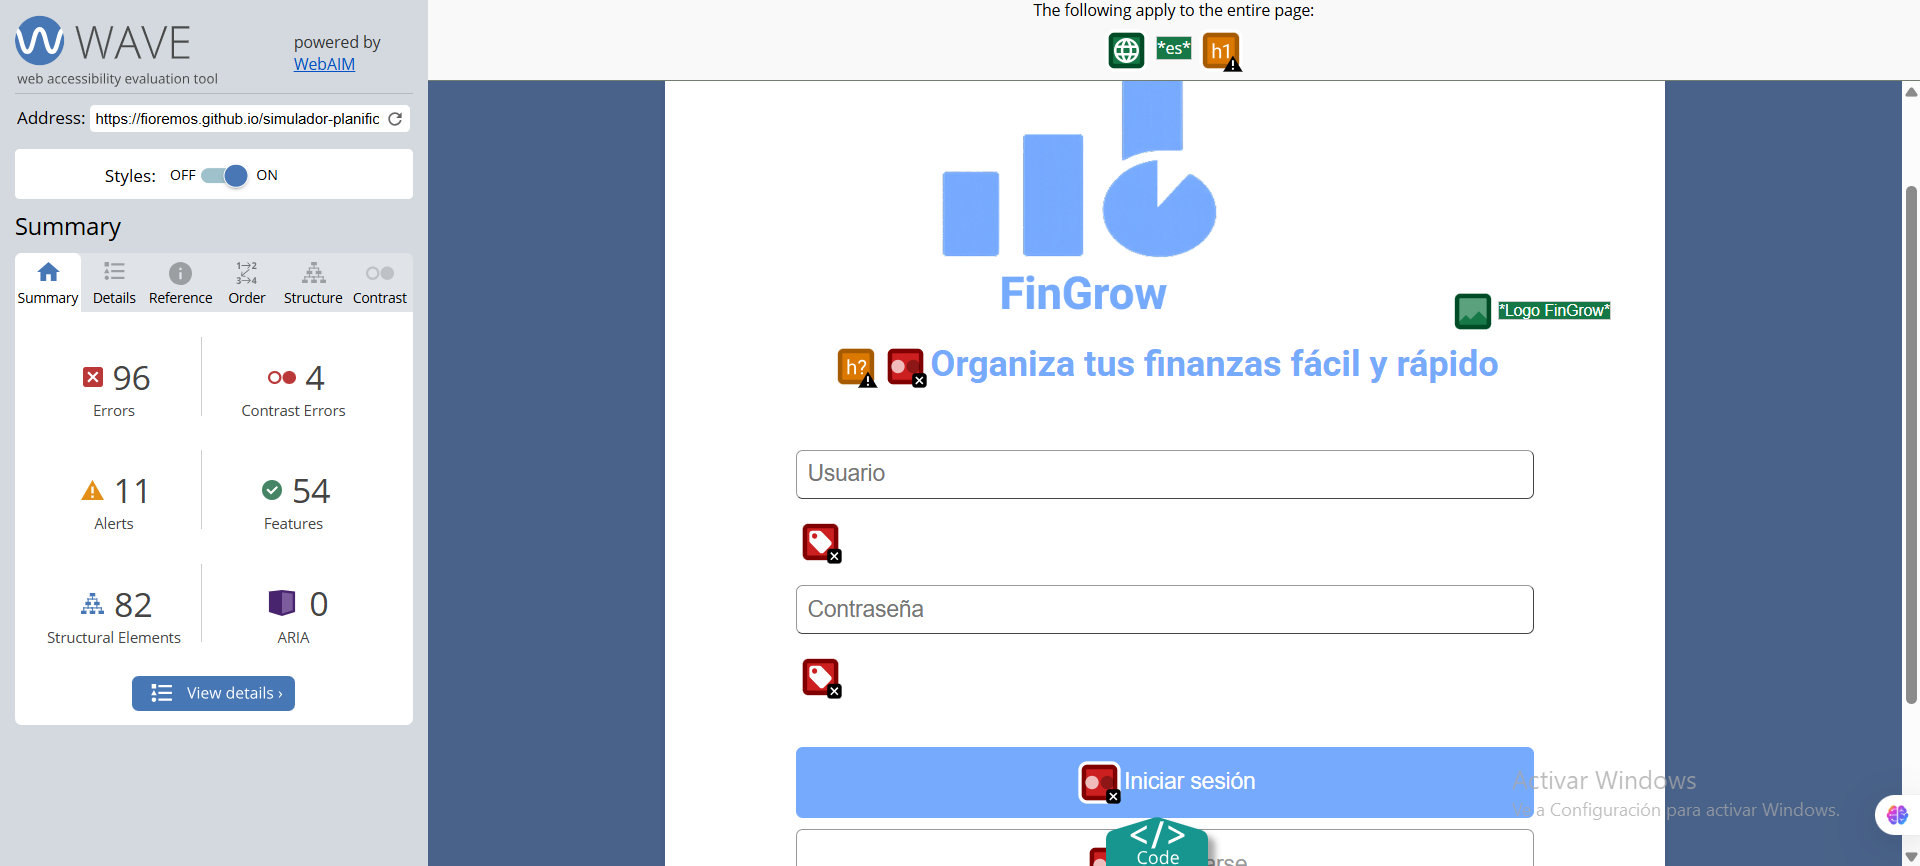 WAVE
web accessibility evaluation tool
powered by
WebAIM
Address: https://fioremos.github.io/simulador-planific
Styles: OFF ON
Summary
Summary Details Reference Order Structure Contrast
96
Errors
4
Contrast Errors
11
Alerts
54
Features
82
Structural Elements
0
ARIA
View details ›
The following apply to the entire page:
*es* h1
FinGrow
*Logo FinGrow*
h? Organiza tus finanzas fácil y rápido
Usuario
Contraseña
Iniciar sesión
Activar Windows
a Configuración para activar Windows.
</> Code